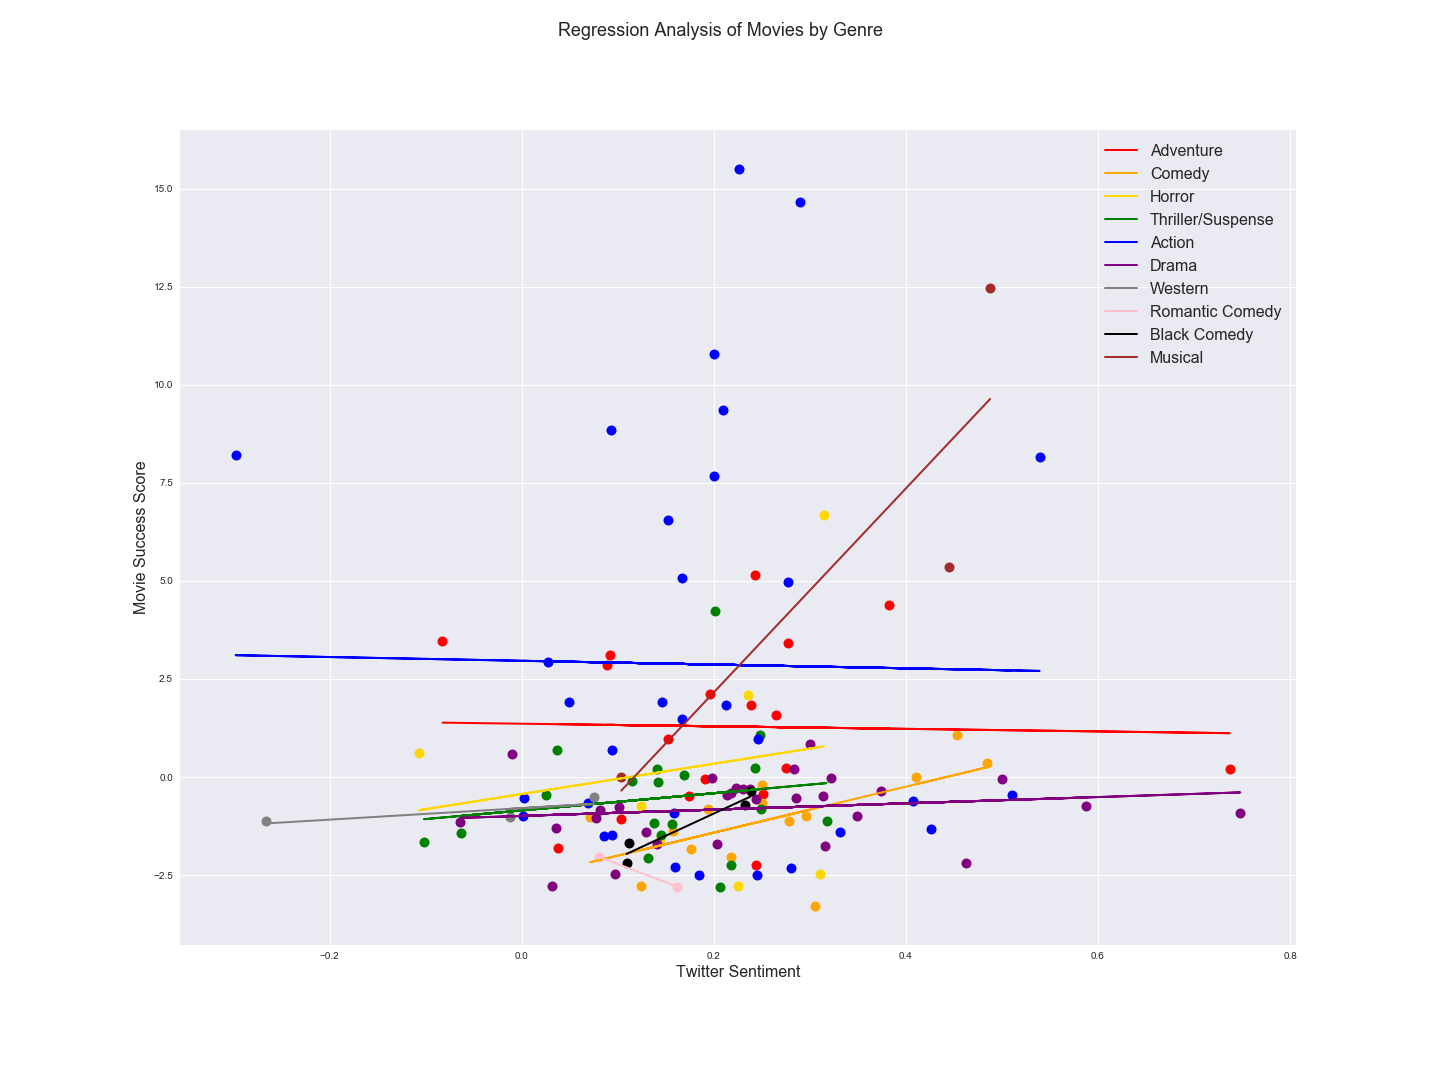 Regression Analysis of Movies by Genre
Adventure
Comedy
Horror
Thriller/Suspense
Action
Drama
Western
Romantic Comedy
Black Comedy
Musical
15.0
12.5
10.0
7.5
5.0
2.5
0.0
−2.5
Movie Success Score
−0.2 0.0 0.2 0.4 0.6 0.8
Twitter Sentiment